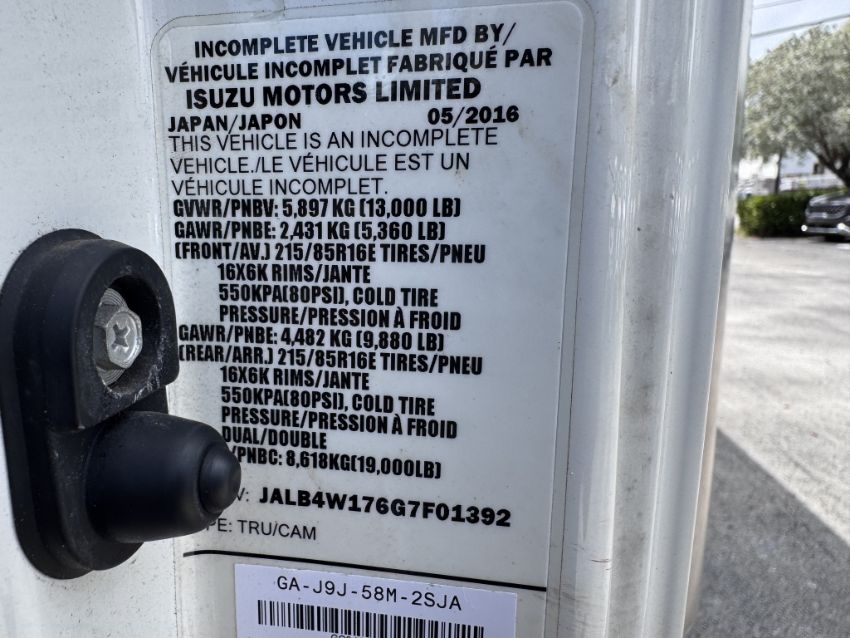 INCOMPLETE VEHICLE MFD BY/
VÉHICULE INCOMPLET FABRIQUÉ PAR
ISUZU MOTORS LIMITED
JAPAN/JAPON 05/2016
THIS VEHICLE IS AN INCOMPLETE
VEHICLE./LE VÉHICULE EST UN
VÉHICULE INCOMPLET.
GVWR/PNBV: 5,897 KG (13,000 LB)
GAWR/PNBE: 2,431 KG (5,360 LB)
(FRONT/AV.) 215/85R16E TIRES/PNEU
16X6K RIMS/JANTE
550KPA(80PSI), COLD TIRE
PRESSURE/PRESSION À FROID
GAWR/PNBE: 4,482 KG (9,880 LB)
(REAR/ARR.) 215/85R16E TIRES/PNEU
16X6K RIMS/JANTE
550KPA(80PSI), COLD TIRE
PRESSURE/PRESSION À FROID
DUAL/DOUBLE
/PNBC: 8,618KG(19,000LB)
: JALB4W176G7F01392
PE: TRU/CAM
GA-J9J-58M-2SJA